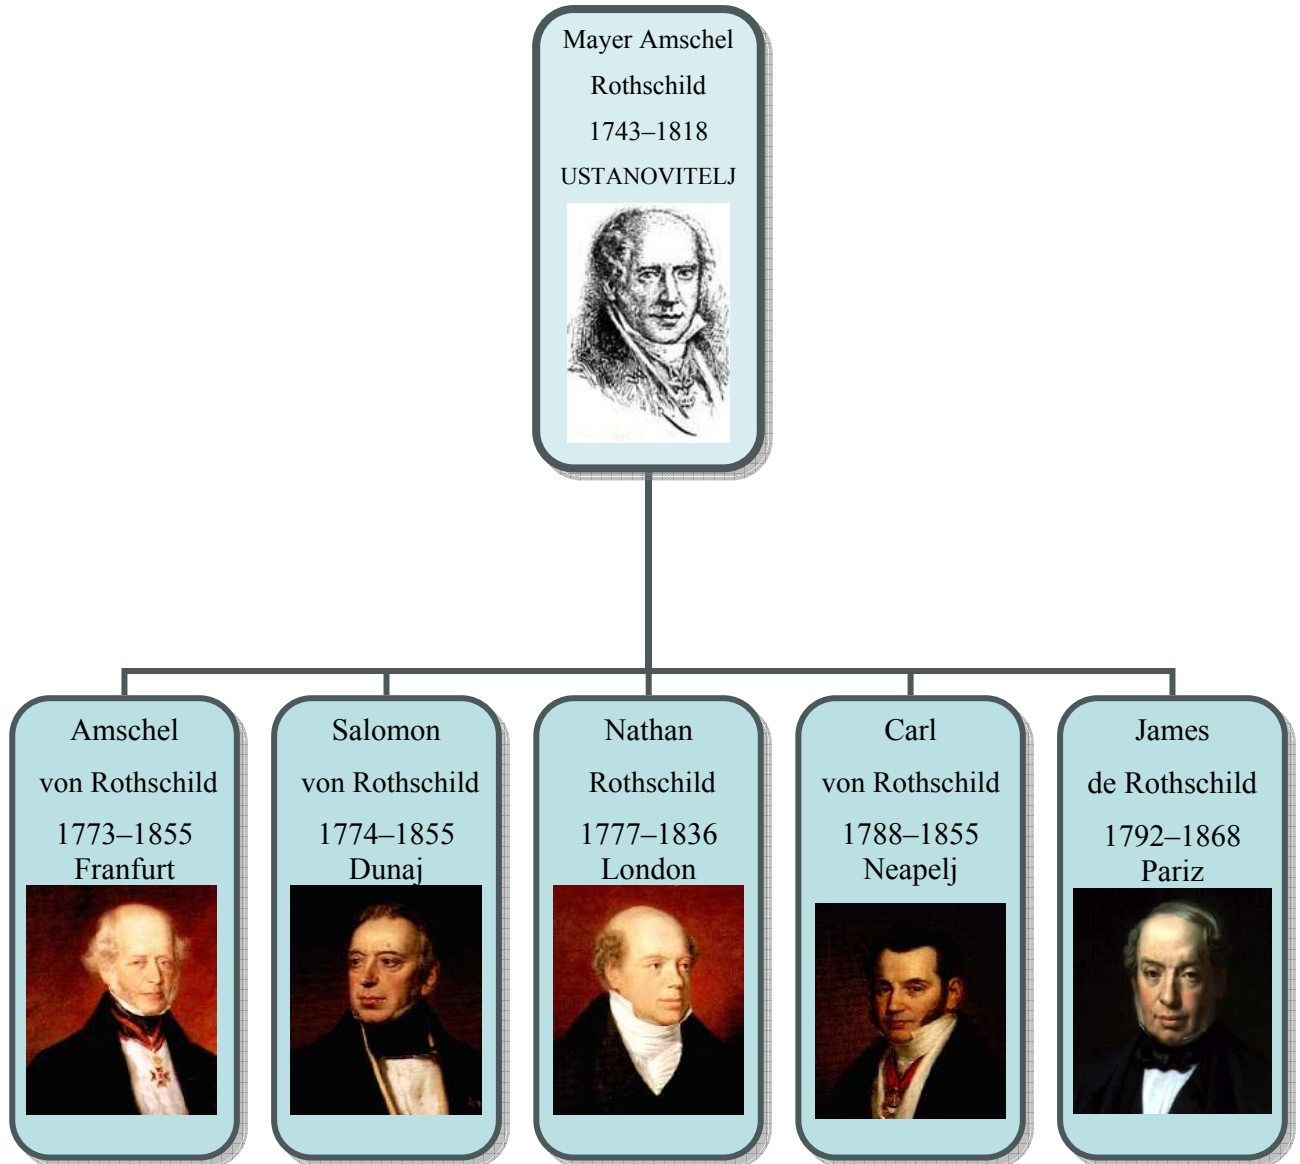 Mayer Amschel
Rothschild
1743–1818
USTANOVITELJ
Amschel
von Rothschild
1773–1855
Franfurt
Salomon
von Rothschild
1774–1855
Dunaj
Nathan
Rothschild
1777–1836
London
Carl
von Rothschild
1788–1855
Neapelj
James
de Rothschild
1792–1868
Pariz